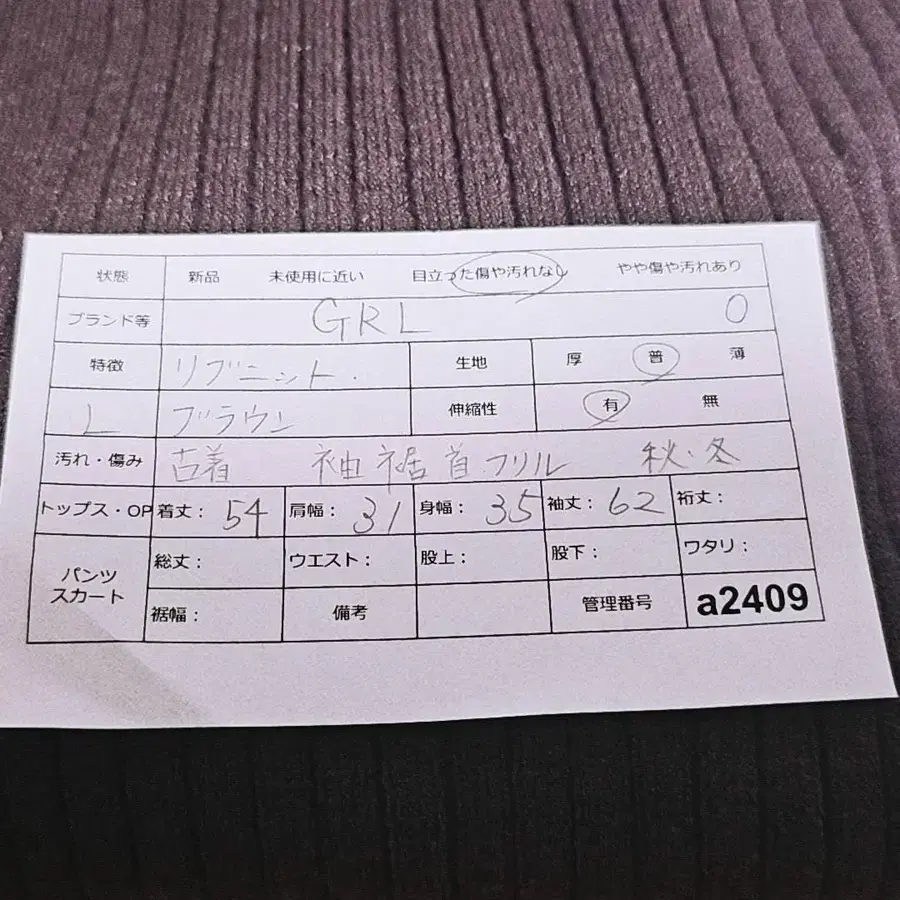 状態 新品 未使用に近い 目立った傷や汚れなし やや傷や汚れあり
ブランド等 GRL 0
特徴 リブニット. 生地 厚 普 薄
L ブラウン 伸縮性 有 無
汚れ・傷み 古着 袖裾首フリル 秋・冬
トップス・OP 着丈: 54 肩幅: 31 身幅: 35 袖丈: 62 裄丈:
パンツ スカート 総丈: ウエスト: 股上: 股下: ワタリ:
裾幅: 備考 管理番号 a2409